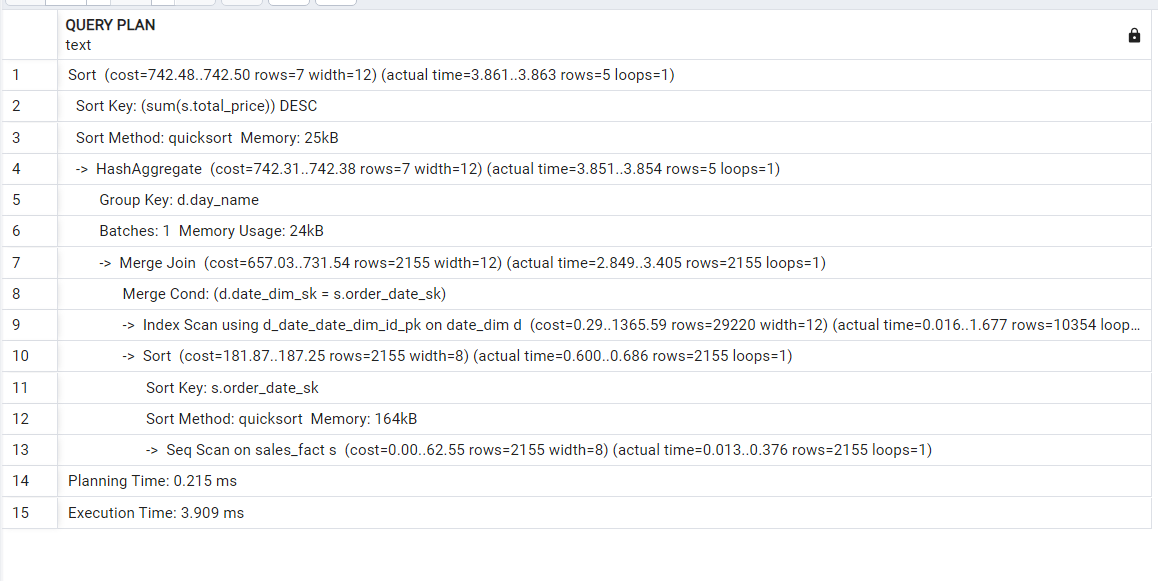 QUERY PLAN
text
1 Sort (cost=742.48..742.50 rows=7 width=12) (actual time=3.861..3.863 rows=5 loops=1)
2 Sort Key: (sum(s.total_price)) DESC
3 Sort Method: quicksort Memory: 25kB
4 -> HashAggregate (cost=742.31..742.38 rows=7 width=12) (actual time=3.851..3.854 rows=5 loops=1)
5 Group Key: d.day_name
6 Batches: 1 Memory Usage: 24kB
7 -> Merge Join (cost=657.03..731.54 rows=2155 width=12) (actual time=2.849..3.405 rows=2155 loops=1)
8 Merge Cond: (d.date_dim_sk = s.order_date_sk)
9 -> Index Scan using d_date_date_dim_id_pk on date_dim d (cost=0.29..1365.59 rows=29220 width=12) (actual time=0.016..1.677 rows=10354 loop...
10 -> Sort (cost=181.87..187.25 rows=2155 width=8) (actual time=0.600..0.686 rows=2155 loops=1)
11 Sort Key: s.order_date_sk
12 Sort Method: quicksort Memory: 164kB
13 -> Seq Scan on sales_fact s (cost=0.00..62.55 rows=2155 width=8) (actual time=0.013..0.376 rows=2155 loops=1)
14 Planning Time: 0.215 ms
15 Execution Time: 3.909 ms